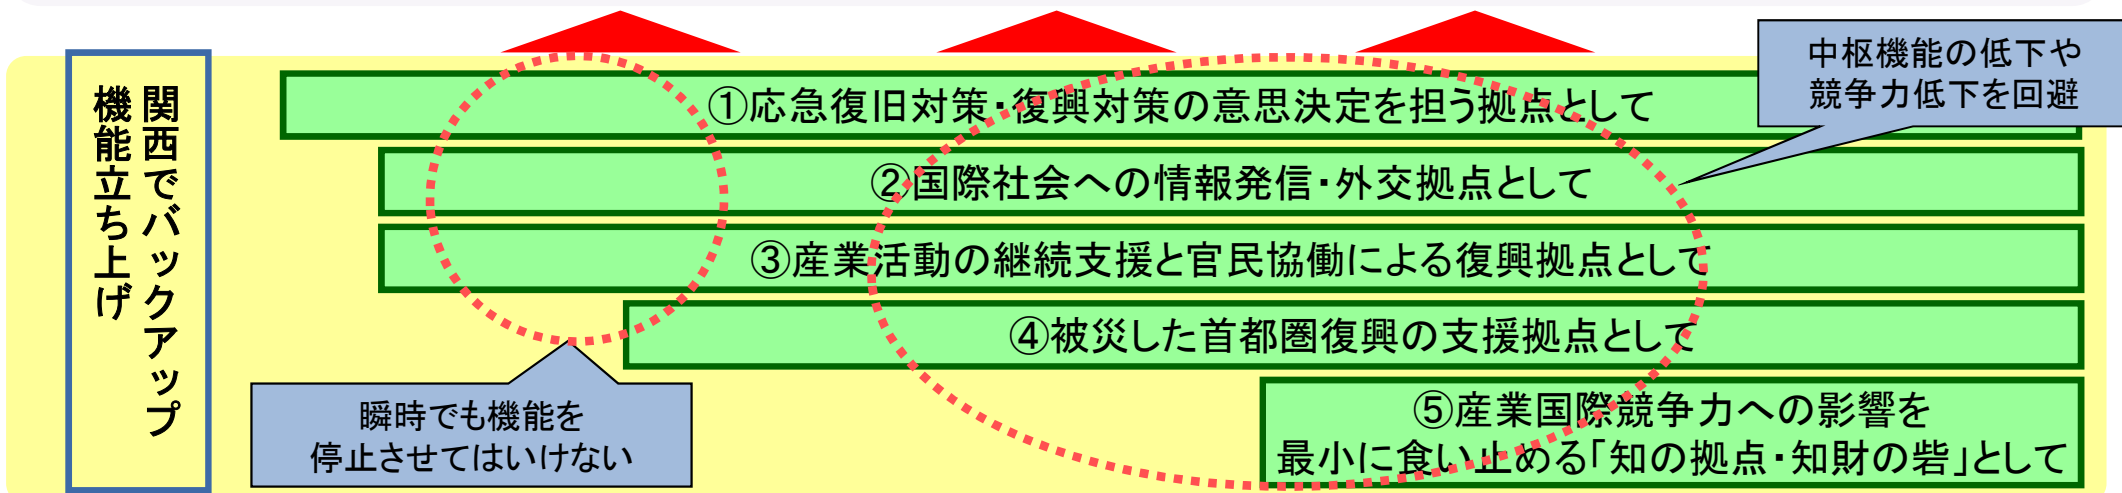 関西でバックアップ
機能立ち上げ
①応急復旧対策・復興対策の意思決定を担う拠点として
②国際社会への情報発信・外交拠点として
③産業活動の継続支援と官民協働による復興拠点として
④被災した首都圏復興の支援拠点として
⑤産業国際競争力への影響を
最小に食い止める「知の拠点・知財の砦」として
中枢機能の低下や
競争力低下を回避
瞬時でも機能を
停止させてはいけない